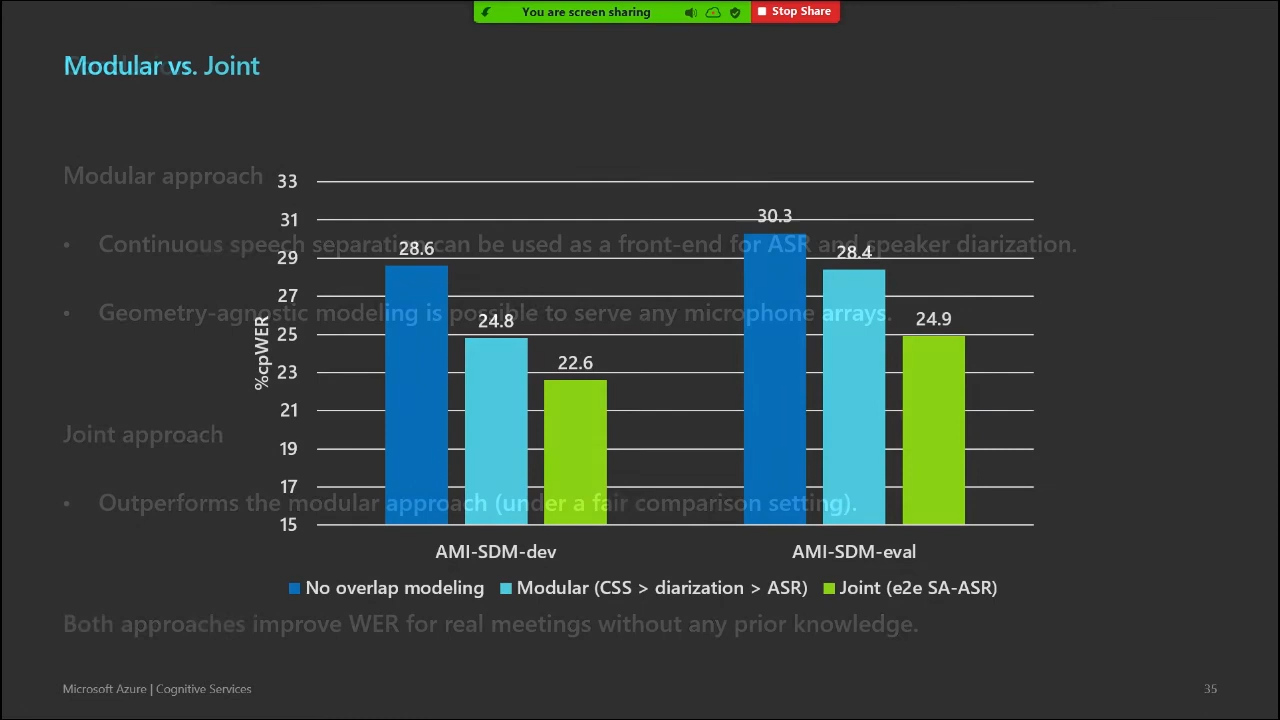 You are screen sharing
Stop Share
Modular vs. Joint
Modular approach
• Continuous speech separation can be used as a front-end for ASR and speaker diarization.
• Geometry-agnostic modeling is possible to serve any microphone arrays.
Joint approach
• Outperforms the modular approach (under a fair comparison setting).
Both approaches improve WER for real meetings without any prior knowledge.
%cpWER
33
31
29
27
25
23
21
19
17
15
28.6
24.8
22.6
30.3
28.4
24.9
AMI-SDM-dev
AMI-SDM-eval
No overlap modeling
Modular (CSS > diarization > ASR)
Joint (e2e SA-ASR)
Microsoft Azure | Cognitive Services
35